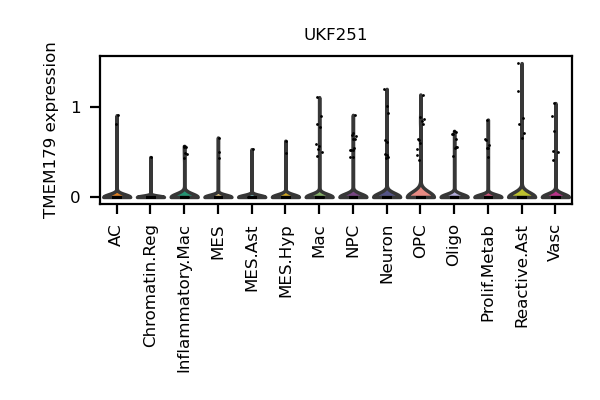 UKF251
TMEM179 expression
1
0
AC
Chromatin.Reg
Inflammatory.Mac
MES
MES.Ast
MES.Hyp
Mac
NPC
Neuron
OPC
Oligo
Prolif.Metab
Reactive.Ast
Vasc